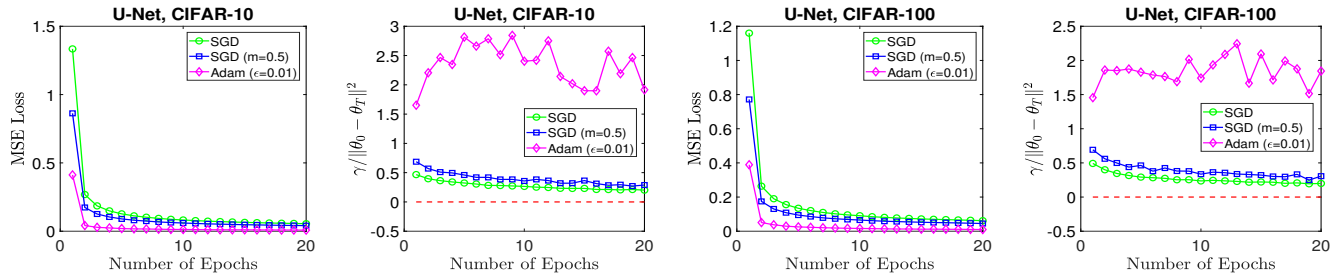 U-Net, CIFAR-10
MSE Loss
1.5
1
0.5
0
SGD
SGD (m=0.5)
Adam (ϵ=0.01)
0
10
20
Number of Epochs
U-Net, CIFAR-10
γ/‖θ₀ − θ_T‖²
3
2.5
2
1.5
1
0.5
0
-0.5
SGD
SGD (m=0.5)
Adam (ϵ=0.01)
0
10
20
Number of Epochs
U-Net, CIFAR-100
MSE Loss
1.2
1
0.8
0.6
0.4
0.2
0
SGD
SGD (m=0.5)
Adam (ϵ=0.01)
0
10
20
Number of Epochs
U-Net, CIFAR-100
γ/‖θ₀ − θ_T‖²
2.5
2
1.5
1
0.5
0
-0.5
SGD
SGD (m=0.5)
Adam (ϵ=0.01)
0
10
20
Number of Epochs